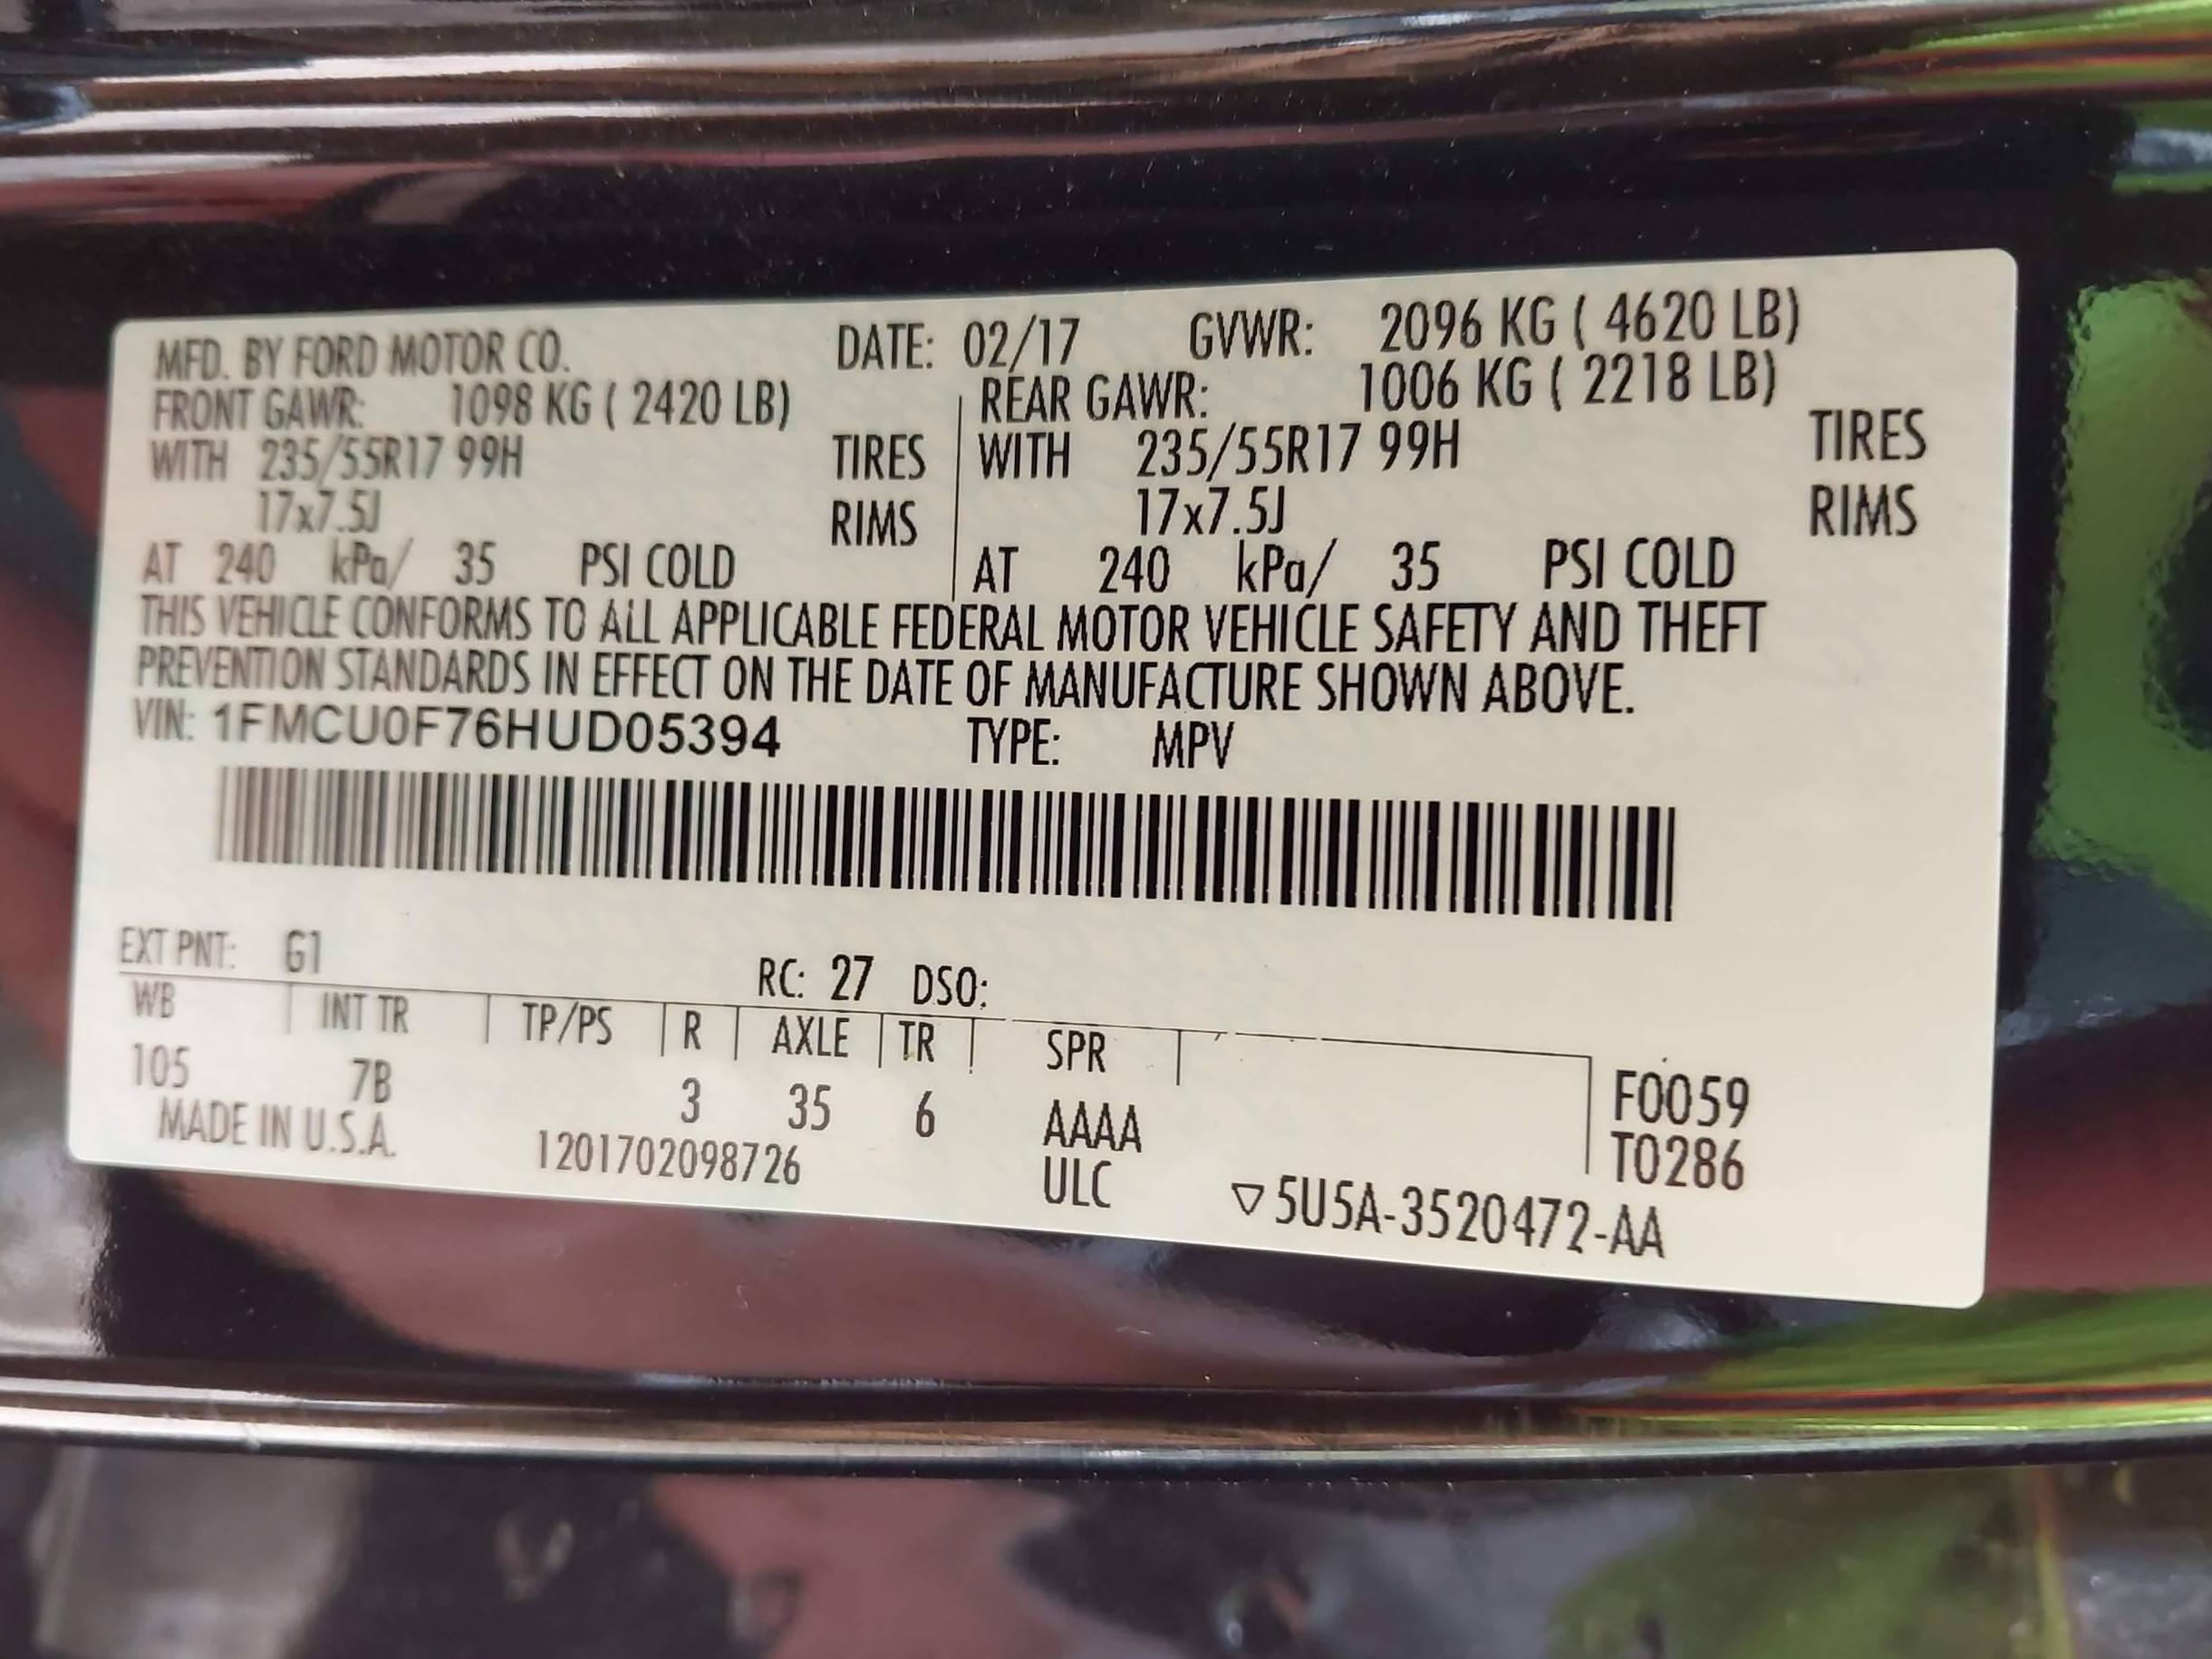 MFD. BY FORD MOTOR CO. DATE: 02/17 GVWR: 2096 KG ( 4620 LB)
FRONT GAWR: 1098 KG ( 2420 LB) REAR GAWR: 1006 KG ( 2218 LB)
WITH 235/55R17 99H TIRES WITH 235/55R17 99H TIRES
17x7.5J RIMS 17x7.5J RIMS
AT 240 kPa/ 35 PSI COLD AT 240 kPa/ 35 PSI COLD
THIS VEHICLE CONFORMS TO ALL APPLICABLE FEDERAL MOTOR VEHICLE SAFETY AND THEFT
PREVENTION STANDARDS IN EFFECT ON THE DATE OF MANUFACTURE SHOWN ABOVE.
VIN: 1FMCU0F76HUD05394 TYPE: MPV
EXT PNT: G1 RC: 27 DSO:
WB INT TR TP/PS R AXLE TR SPR
105 7B 3 35 6 AAAA F0059
MADE IN U.S.A. 1201702098726 ULC T0286
▽5U5A-3520472-AA